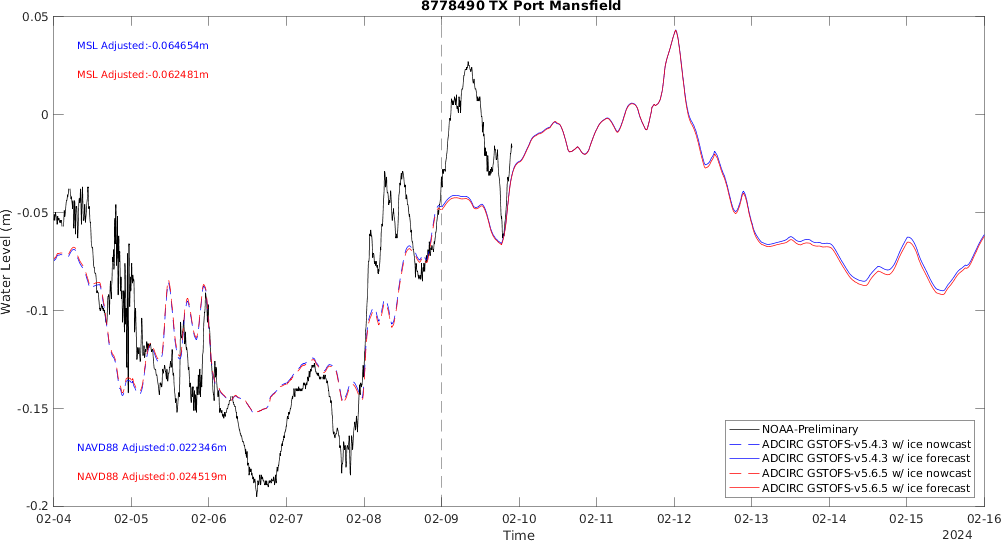 8778490 TX Port Mansfield
0.05
0
-0.05
-0.1
-0.15
-0.2
Water Level (m)
MSL Adjusted:-0.064654m
MSL Adjusted:-0.062481m
NAVD88 Adjusted:0.022346m
NAVD88 Adjusted:0.024519m
NOAA-Preliminary
ADCIRC GSTOFS-v5.4.3 w/ ice nowcast
ADCIRC GSTOFS-v5.4.3 w/ ice forecast
ADCIRC GSTOFS-v5.6.5 w/ ice nowcast
ADCIRC GSTOFS-v5.6.5 w/ ice forecast
02-04 02-05 02-06 02-07 02-08 02-09 02-10 02-11 02-12 02-13 02-14 02-15 02-16
Time
2024